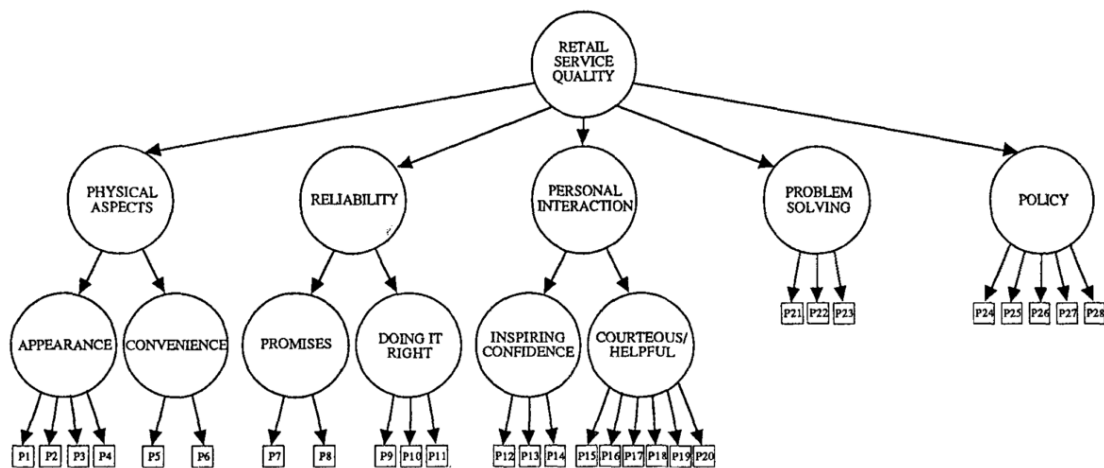 RETAIL
SERVICE
QUALITY
PHYSICAL
ASPECTS
RELIABILITY
PERSONAL
INTERACTION
PROBLEM
SOLVING
POLICY
P21 P22 P23
P24 P25 P26 P27 P28
APPEARANCE
CONVENIENCE
PROMISES
DOING IT
RIGHT
INSPIRING
CONFIDENCE
COURTEOUS/
HELPFUL
P1 P2 P3 P4 P5 P6 P7 P8 P9 P10 P11 P12 P13 P14 P15 P16 P17 P18 P19 P20